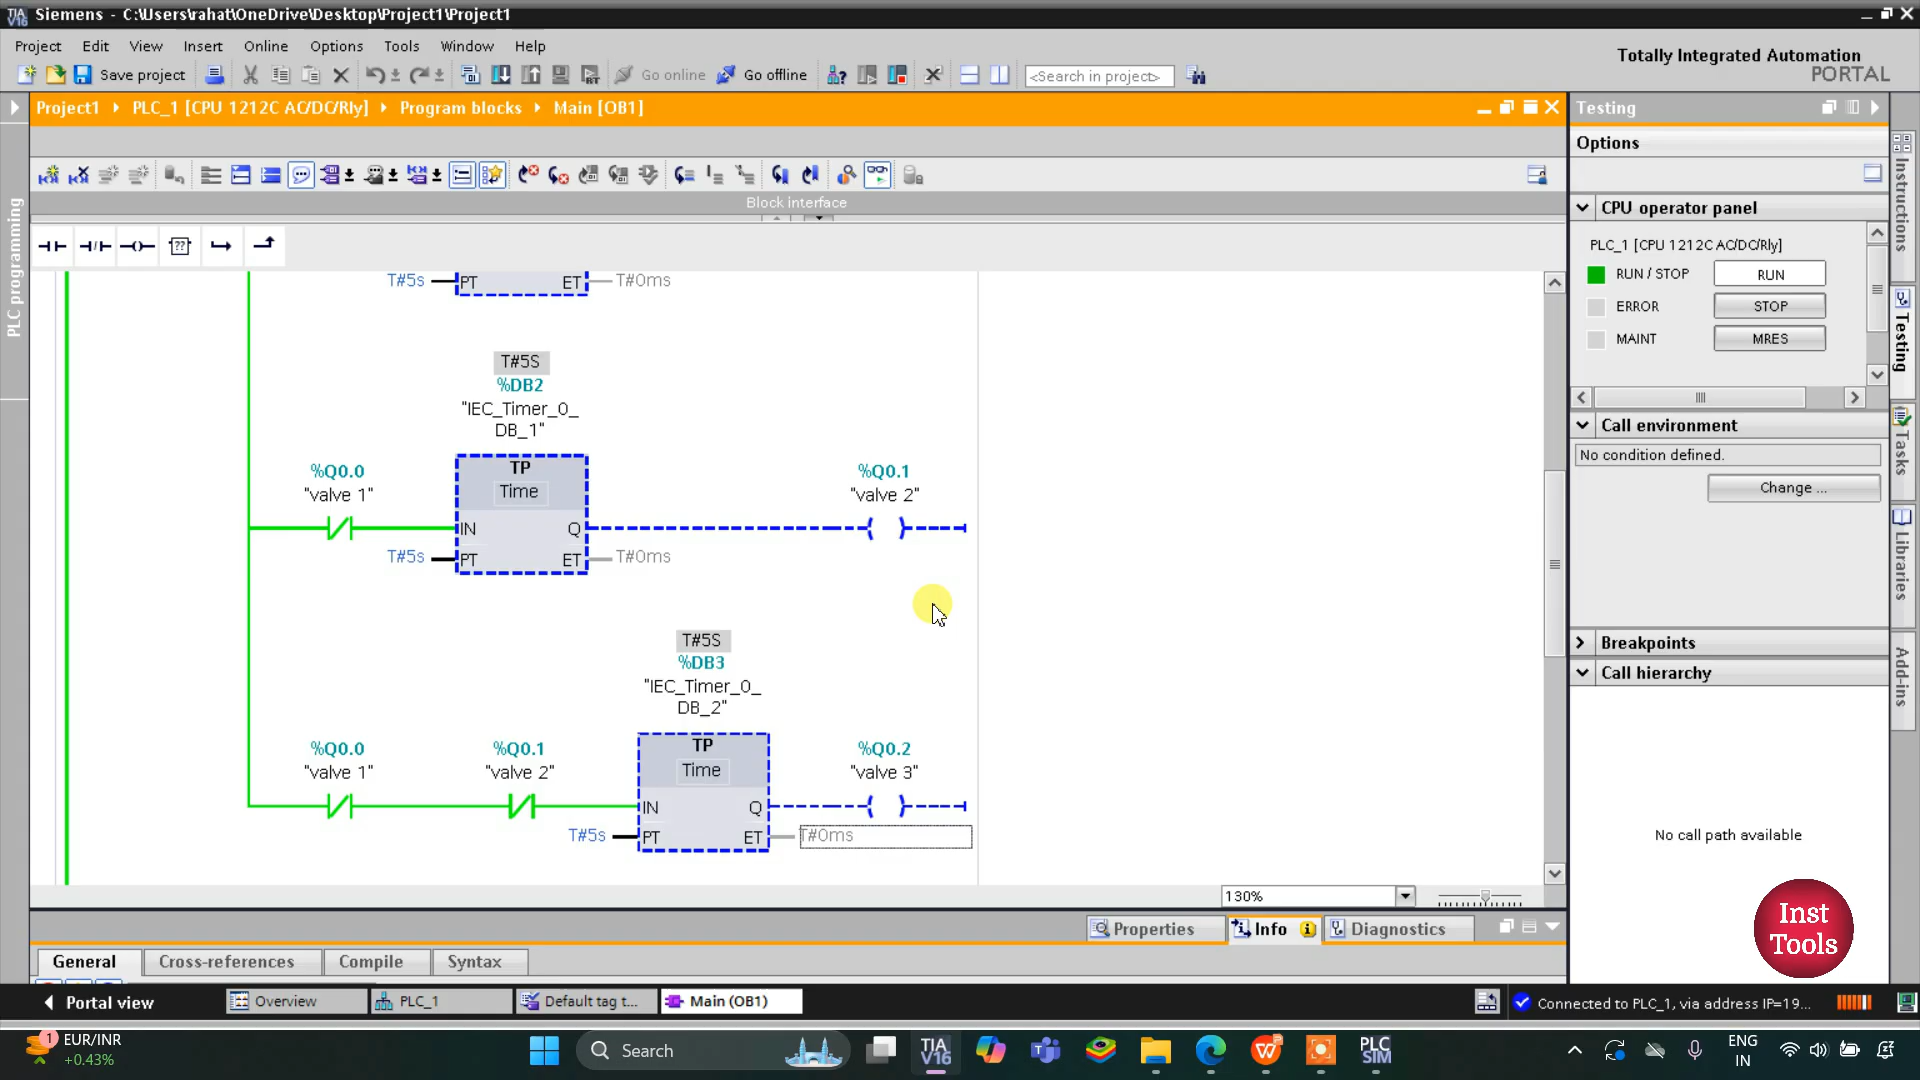 Siemens - C:\Users\rahat\OneDrive\Desktop\Project1\Project1
TIA V16
Project Edit View Insert Online Options Tools Window Help
Totally Integrated Automation
PORTAL
Save project
Go online
Go offline
<Search in project>
Project1 PLC_1 [CPU 1212C AC/DC/Rly] Program blocks Main [OB1]
Testing
Options
Block interface
CPU operator panel
PLC_1 [CPU 1212C AC/DC/Rly]
RUN / STOP RUN
ERROR STOP
MAINT MRES
Call environment
No condition defined.
Change ...
Breakpoints
Call hierarchy
No call path available
PLC programming
Instructions
Testing
Tasks
Libraries
Add-ins
??
T#5s PT ET T#0ms
T#5S
%DB2
"IEC_Timer_0_
DB_1"
%Q0.0 TP %Q0.1
"valve 1" Time "valve 2"
IN Q
T#5s PT ET T#0ms
T#5S
%DB3
"IEC_Timer_0_
DB_2"
%Q0.0 %Q0.1 TP %Q0.2
"valve 1" "valve 2" Time "valve 3"
IN Q
T#5s PT ET T#0ms
130%
Inst
Tools
Properties Info Diagnostics
General Cross-references Compile Syntax
Portal view Overview PLC_1 Default tag t... Main (OB1)
Connected to PLC_1, via address IP=19...
1 EUR/INR
+0.43%
Search
TIA
V16
PLC
SIM
ENG
IN